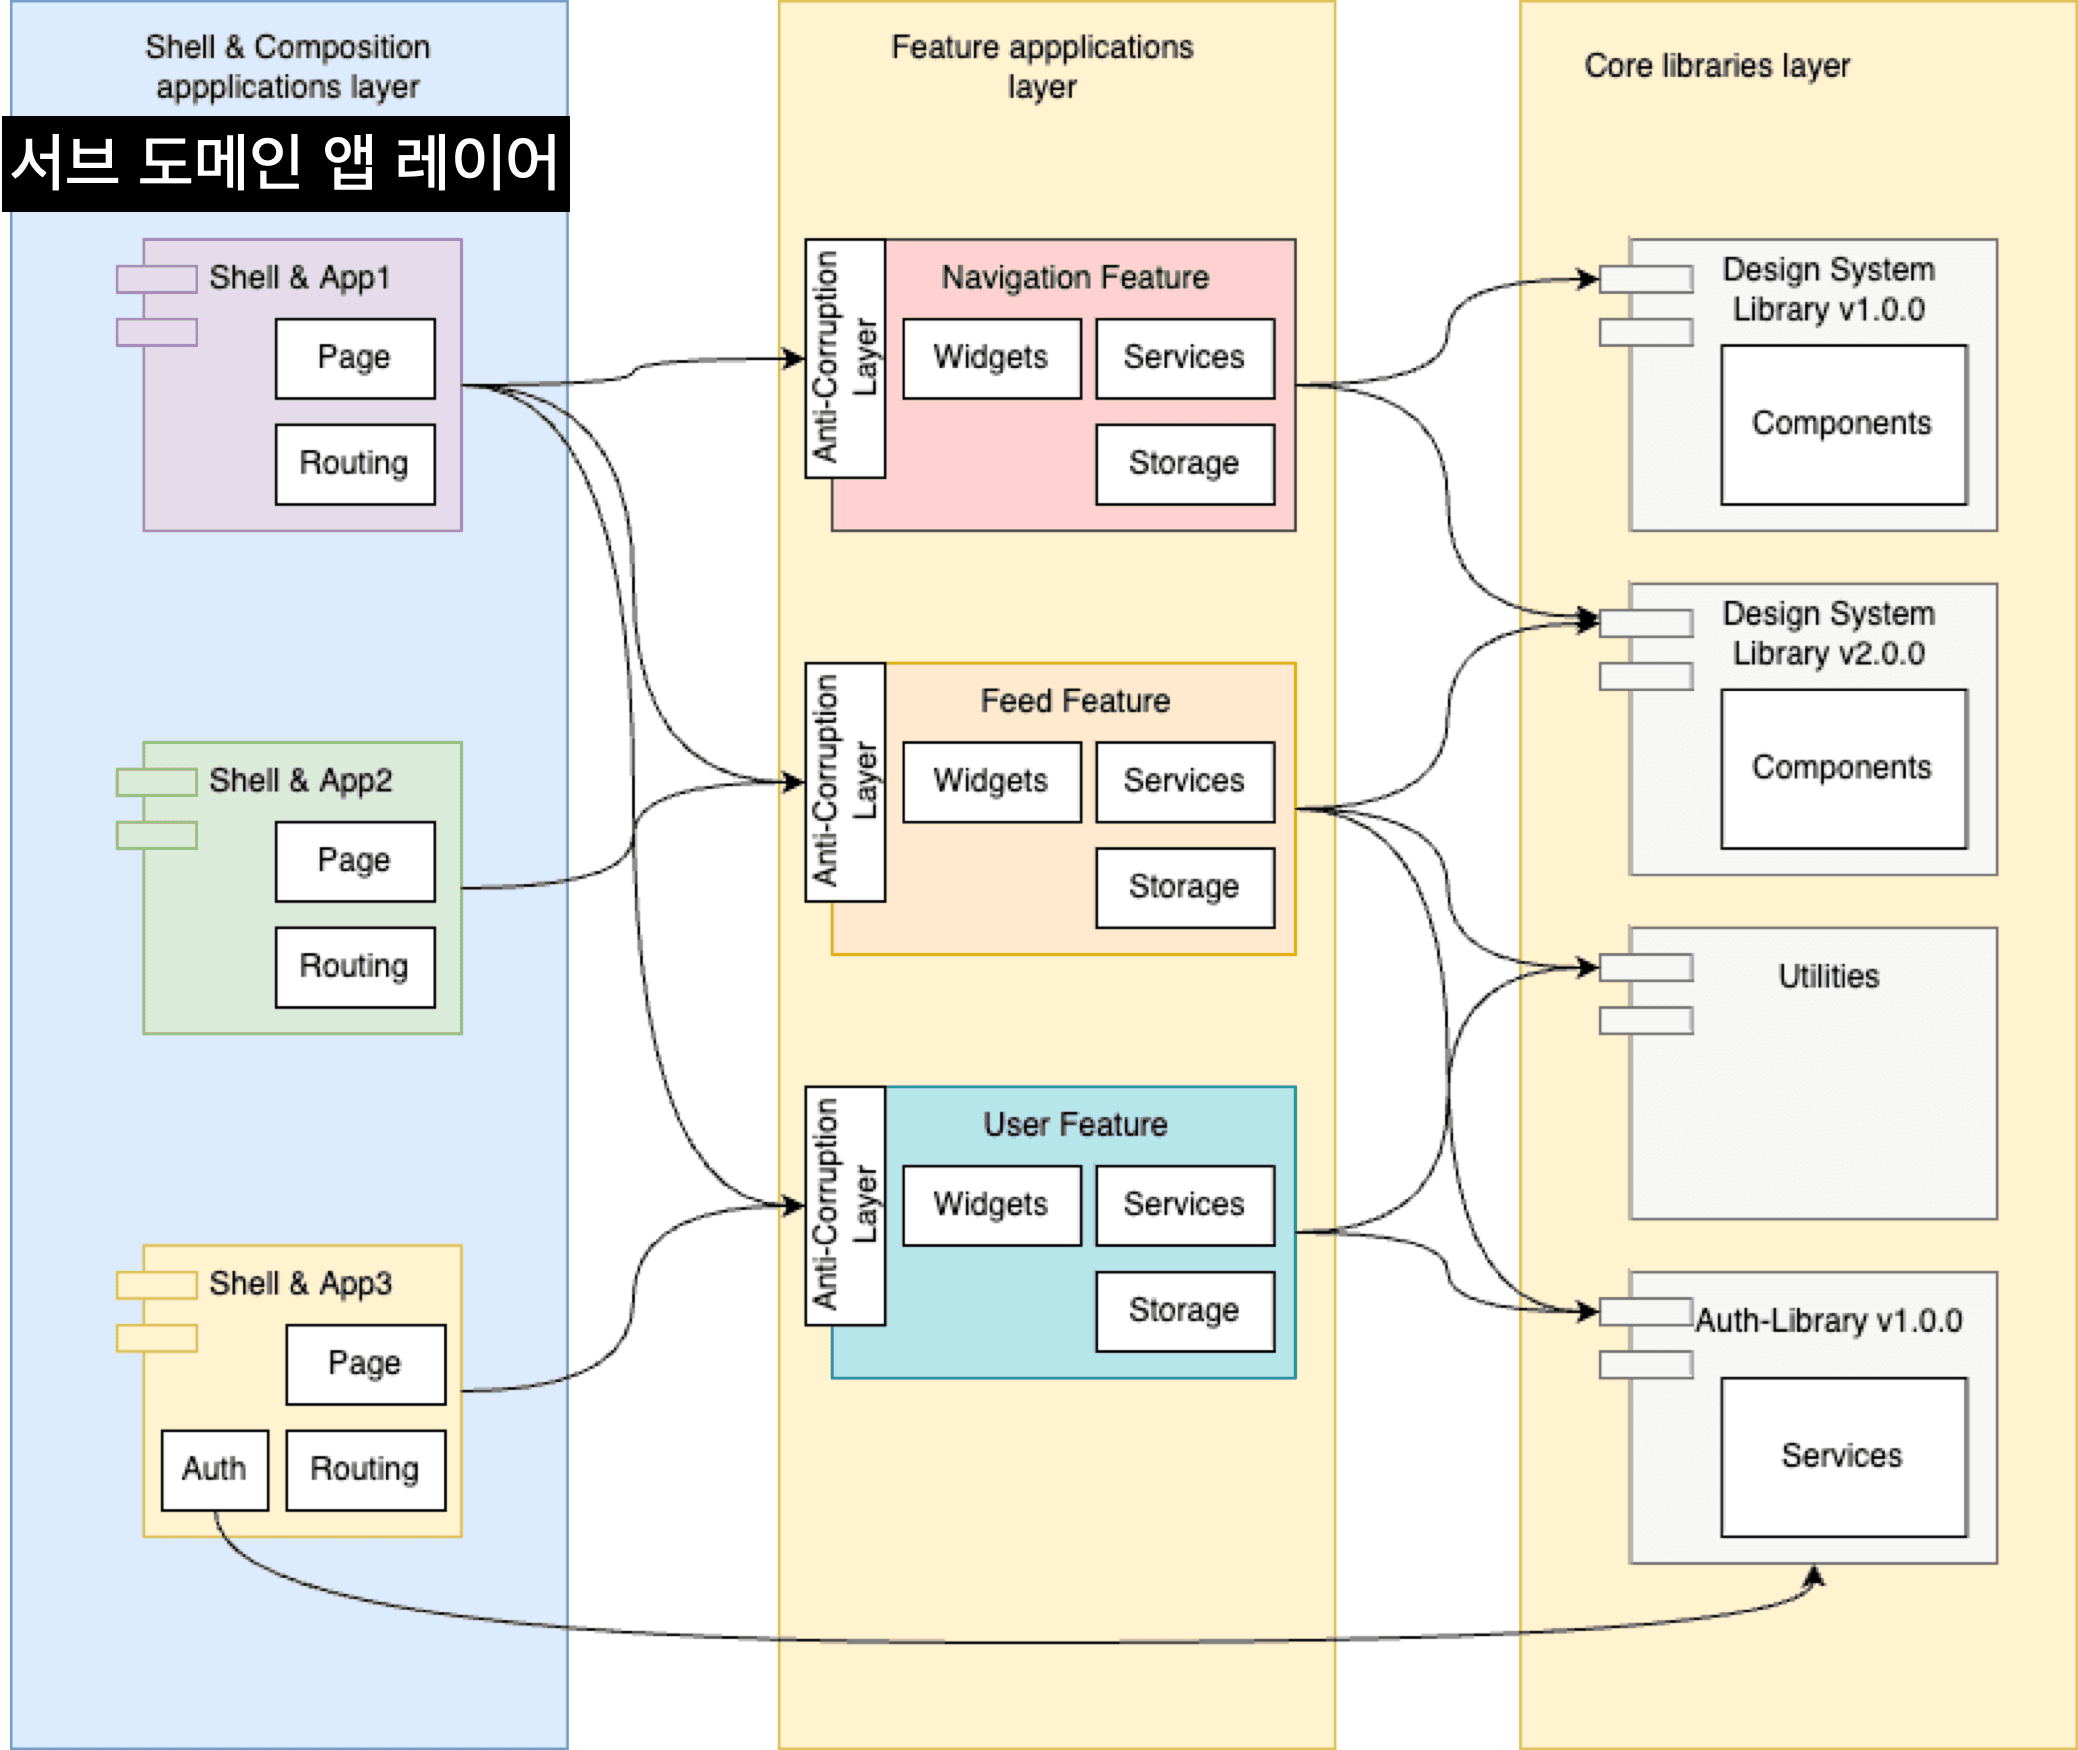 Shell & Composition
appplications layer
서브 도메인 앱 레이어
Shell & App1
Page
Routing
Shell & App2
Page
Routing
Shell & App3
Page
Auth
Routing
Feature appplications
layer
Anti-Corruption
Layer
Navigation Feature
Widgets
Services
Storage
Anti-Corruption
Layer
Feed Feature
Widgets
Services
Storage
Anti-Corruption
Layer
User Feature
Widgets
Services
Storage
Core libraries layer
Design System
Library v1.0.0
Components
Design System
Library v2.0.0
Components
Utilities
Auth-Library v1.0.0
Services